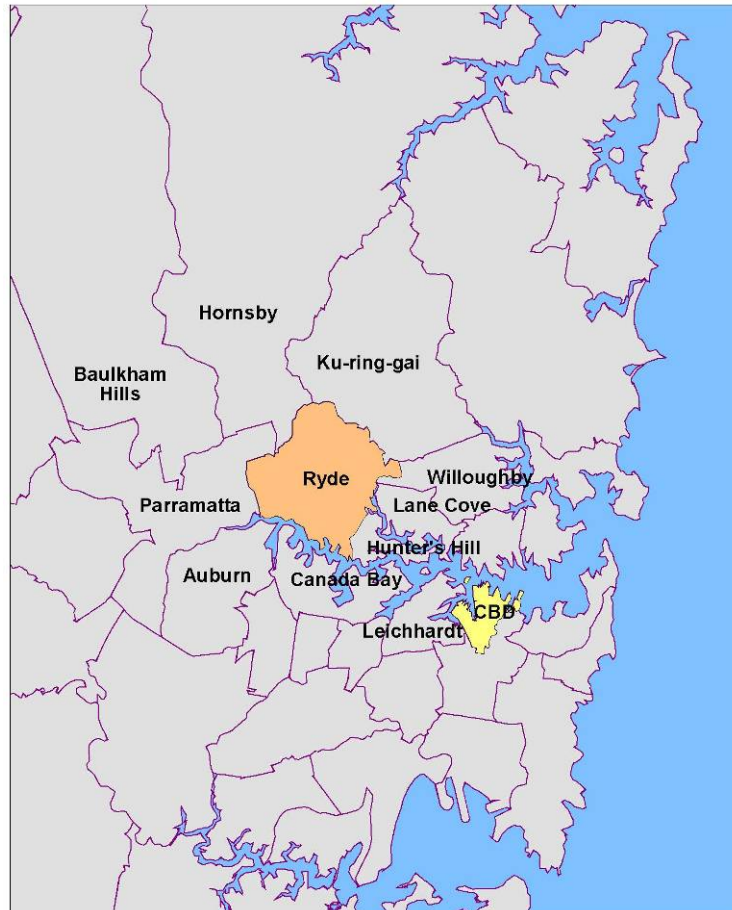 Hornsby
Ku-ring-gai
Baulkham
Hills
Ryde
Willoughby
Parramatta
Lane Cove
Hunter's Hill
Auburn
Canada Bay
CBD
Leichhardt